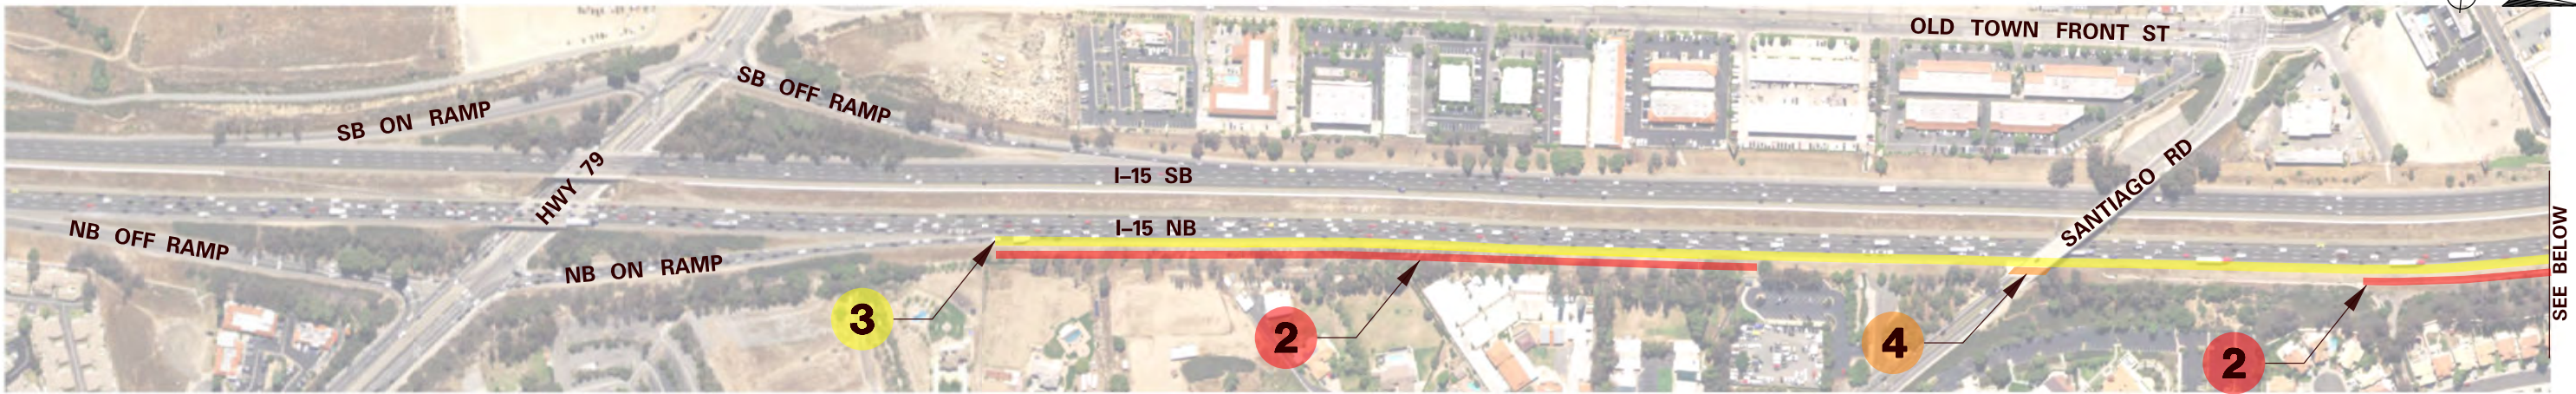 OLD TOWN FRONT ST
SB OFF RAMP
SB ON RAMP
HWY 79
I–15 SB
SANTIAGO RD
NB OFF RAMP
I–15 NB
NB ON RAMP
SEE BELOW
3
2
4
2